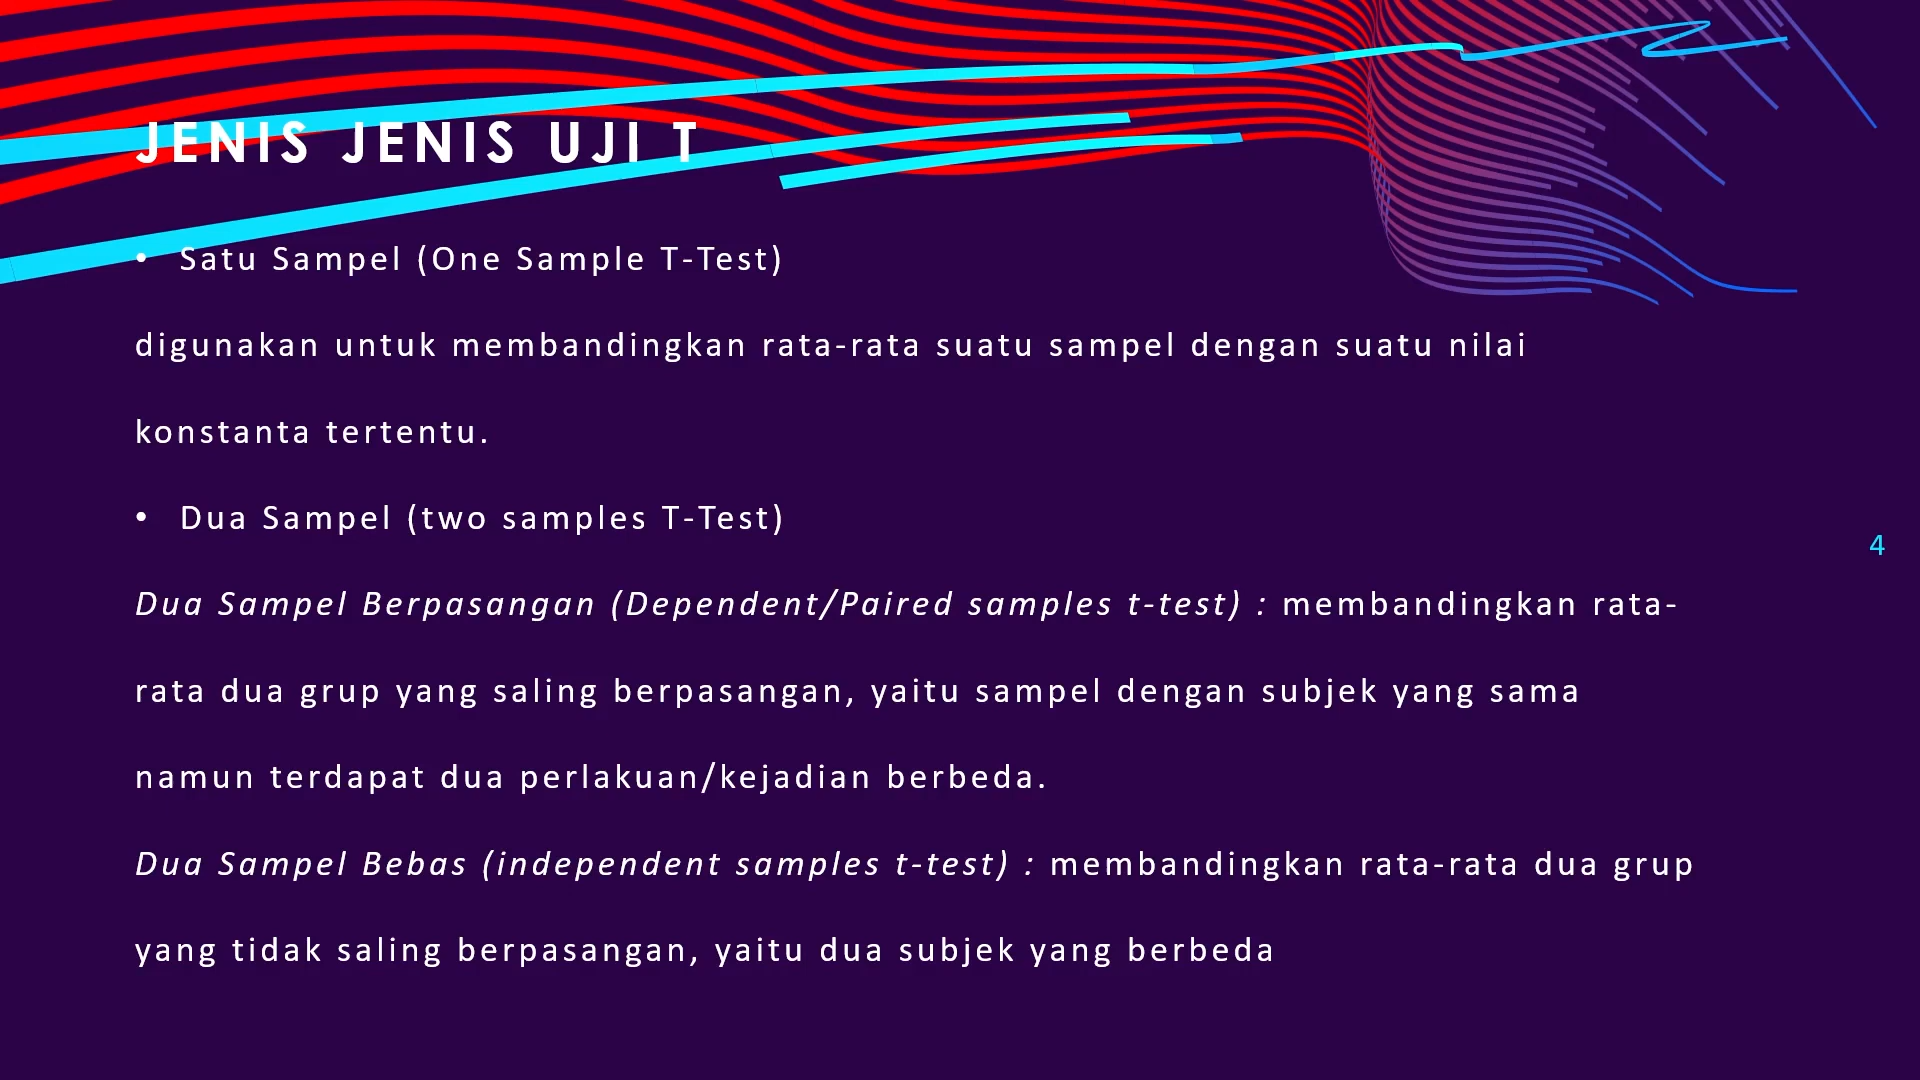 JENIS JENIS UJI T
• Satu Sampel (One Sample T-Test)
digunakan untuk membandingkan rata-rata suatu sampel dengan suatu nilai
konstanta tertentu.
• Dua Sampel (two samples T-Test)
4
Dua Sampel Berpasangan (Dependent/Paired samples t-test) : membandingkan rata-
rata dua grup yang saling berpasangan, yaitu sampel dengan subjek yang sama
namun terdapat dua perlakuan/kejadian berbeda.
Dua Sampel Bebas (independent samples t-test) : membandingkan rata-rata dua grup
yang tidak saling berpasangan, yaitu dua subjek yang berbeda